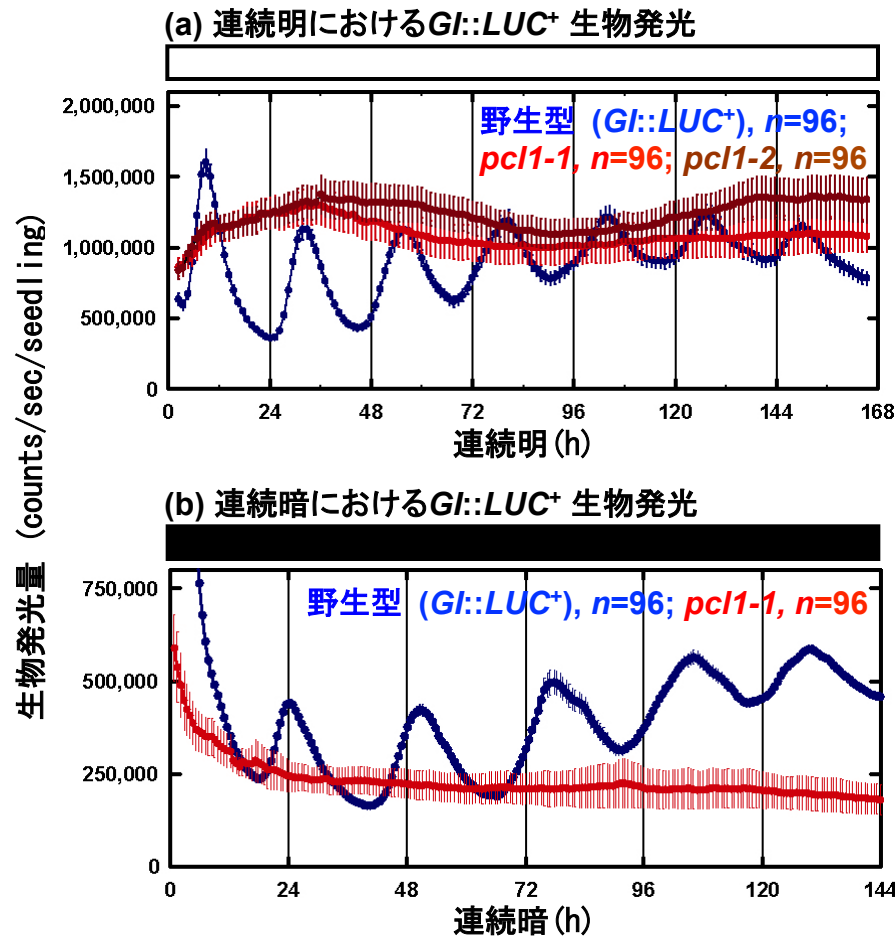 (a) 連続明におけるGI::LUC+ 生物発光
2,000,000
1,500,000
1,000,000
500,000
0
野生型 (GI::LUC+), n=96;
pcl1-1, n=96; pcl1-2, n=96
0 24 48 72 96 120 144 168
連続明(h)
生物発光量 (counts/sec/seedling)
(b) 連続暗におけるGI::LUC+ 生物発光
750,000
500,000
250,000
0
野生型 (GI::LUC+), n=96; pcl1-1, n=96
0 24 48 72 96 120 144
連続暗(h)